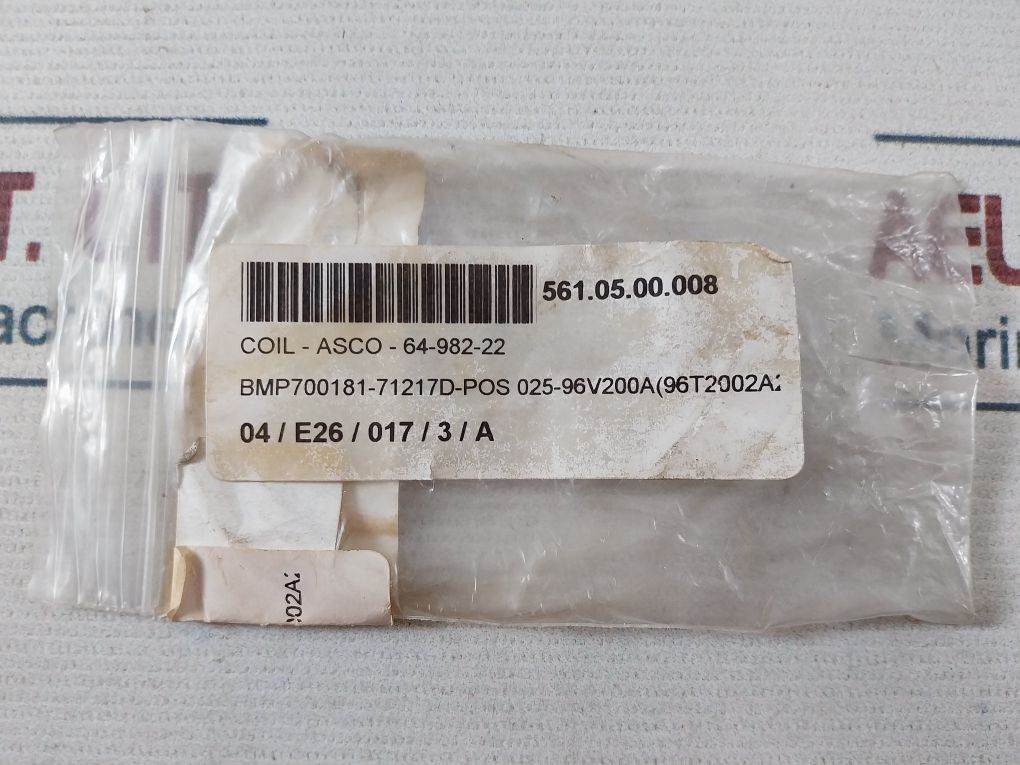 561.05.00.008
COIL - ASCO - 64-982-22
BMP700181-71217D-POS 025-96V200A(96T2002A2
04 / E26 / 017 / 3 / A